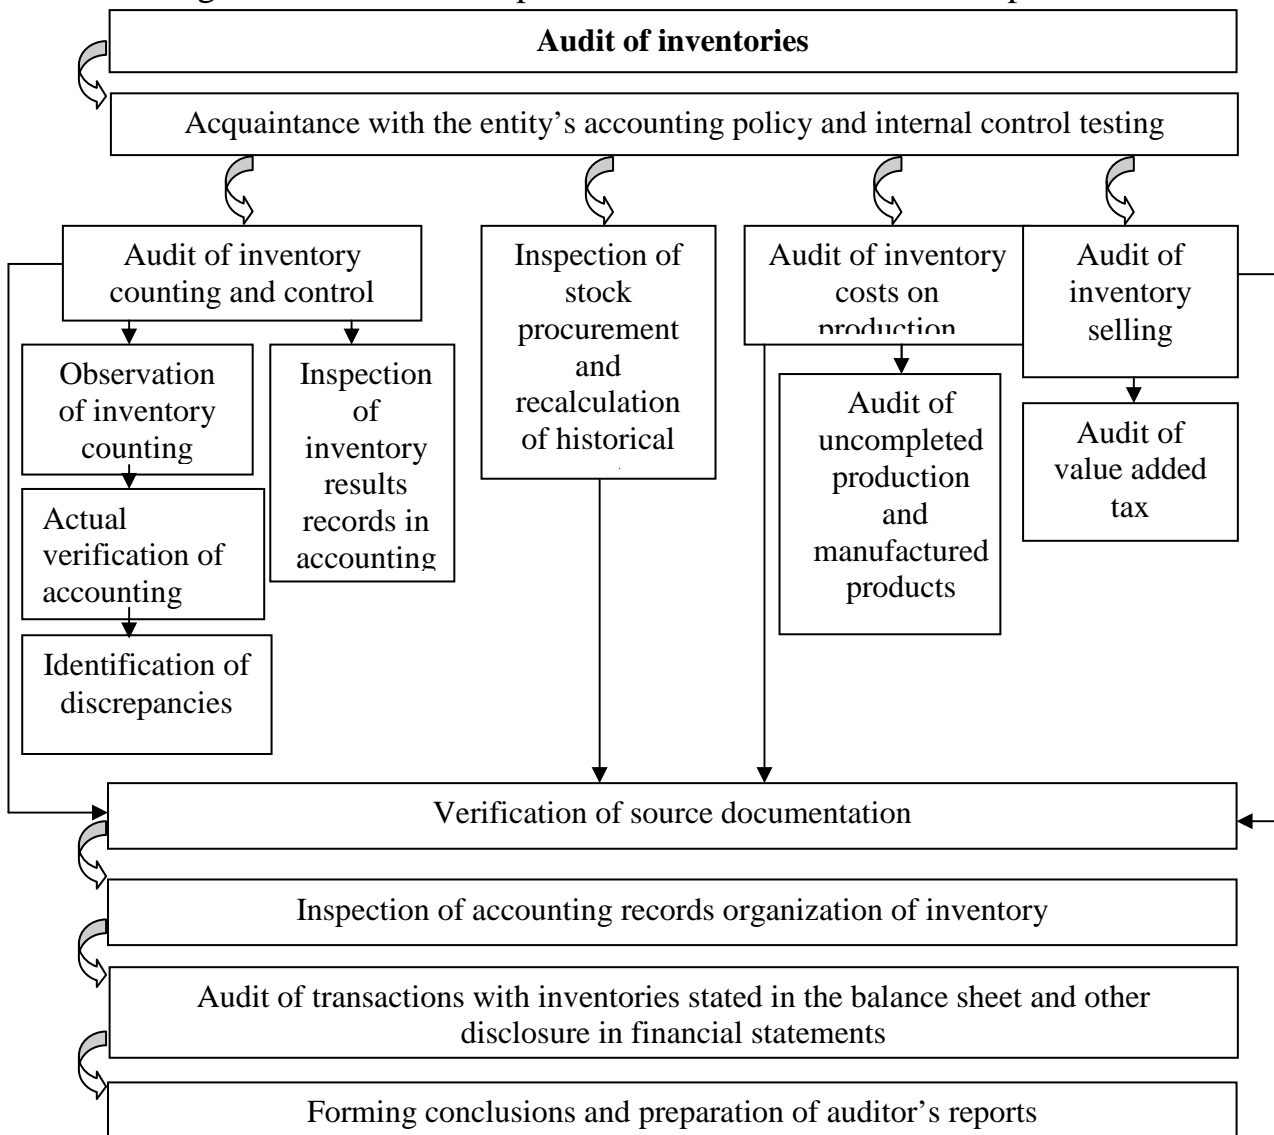 Audit of inventories
Acquaintance with the entity’s accounting policy and internal control testing
Audit of inventory
counting and control
Inspection of
stock
procurement
and
recalculation
of historical
Audit of inventory
costs on
production
Audit of
inventory
selling
Observation
of inventory
counting
Inspection
of
inventory
results
records in
accounting
Audit of
uncompleted
production
and
manufactured
products
Audit of
value added
tax
Actual
verification of
accounting
Identification of
discrepancies
Verification of source documentation
Inspection of accounting records organization of inventory
Audit of transactions with inventories stated in the balance sheet and other
disclosure in financial statements
Forming conclusions and preparation of auditor’s reports